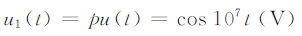 u₁(t) = pu(t) = cos 10⁷t (V)